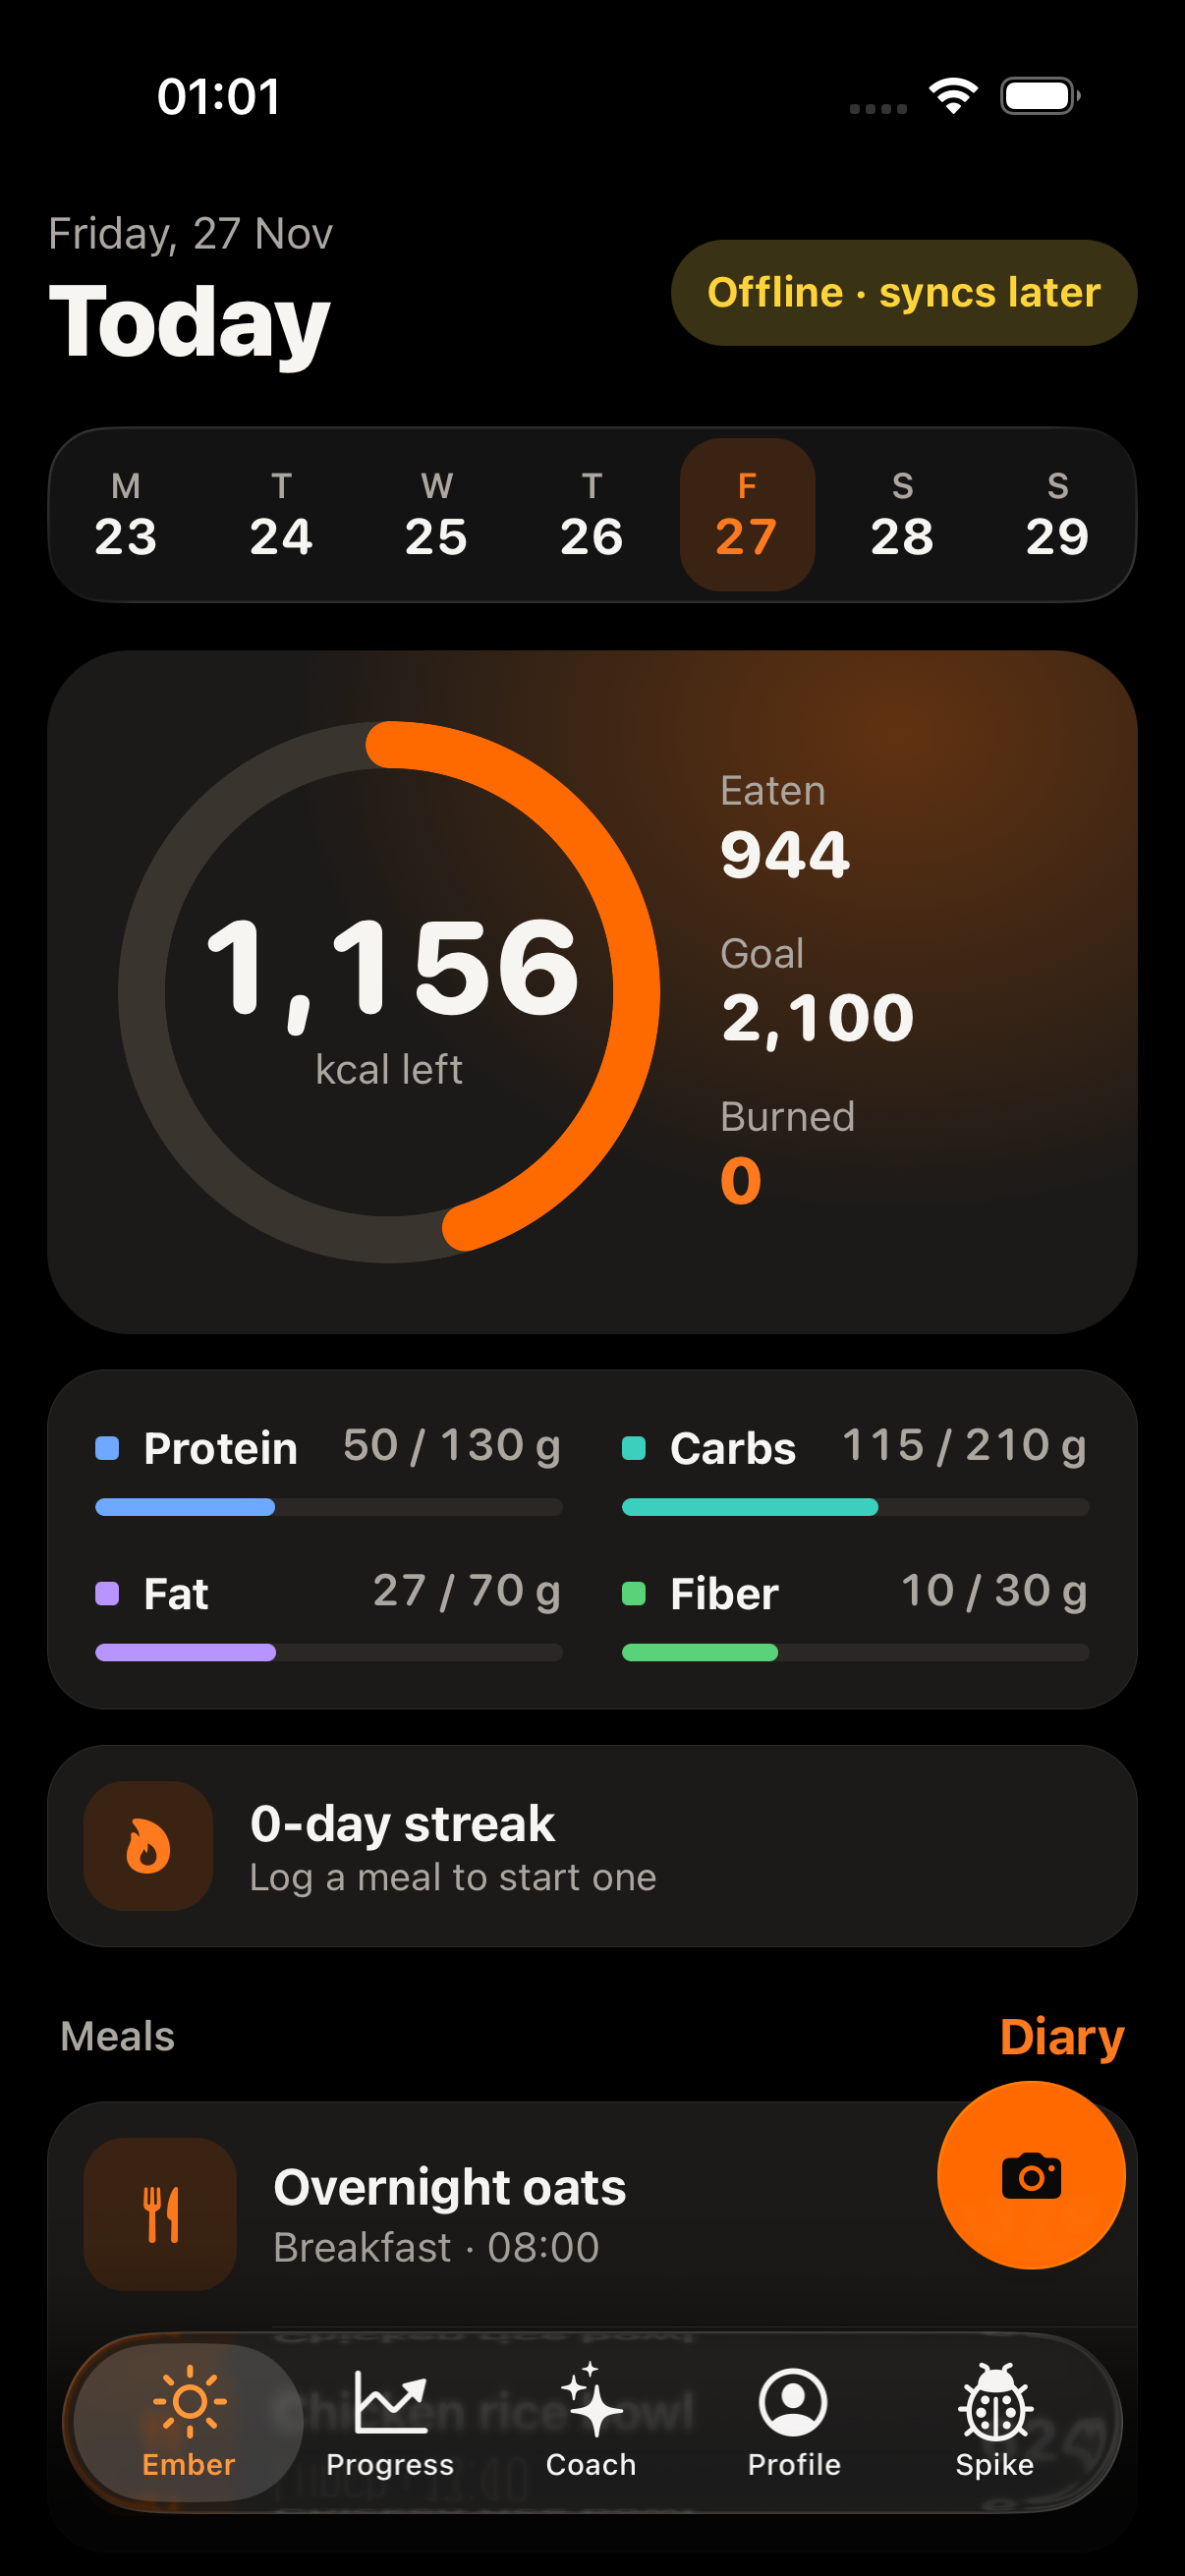 01:01
Friday, 27 Nov
Today
Offline · syncs later
M T W T F S S
23 24 25 26 27 28 29
1,156
kcal left
Eaten
944
Goal
2,100
Burned
0
Protein 50 / 130 g
Carbs 115 / 210 g
Fat 27 / 70 g
Fiber 10 / 30 g
0-day streak
Log a meal to start one
Meals
Diary
Overnight oats
Breakfast · 08:00
Chicken rice bowl
Ember
Progress
Coach
Profile
Spike